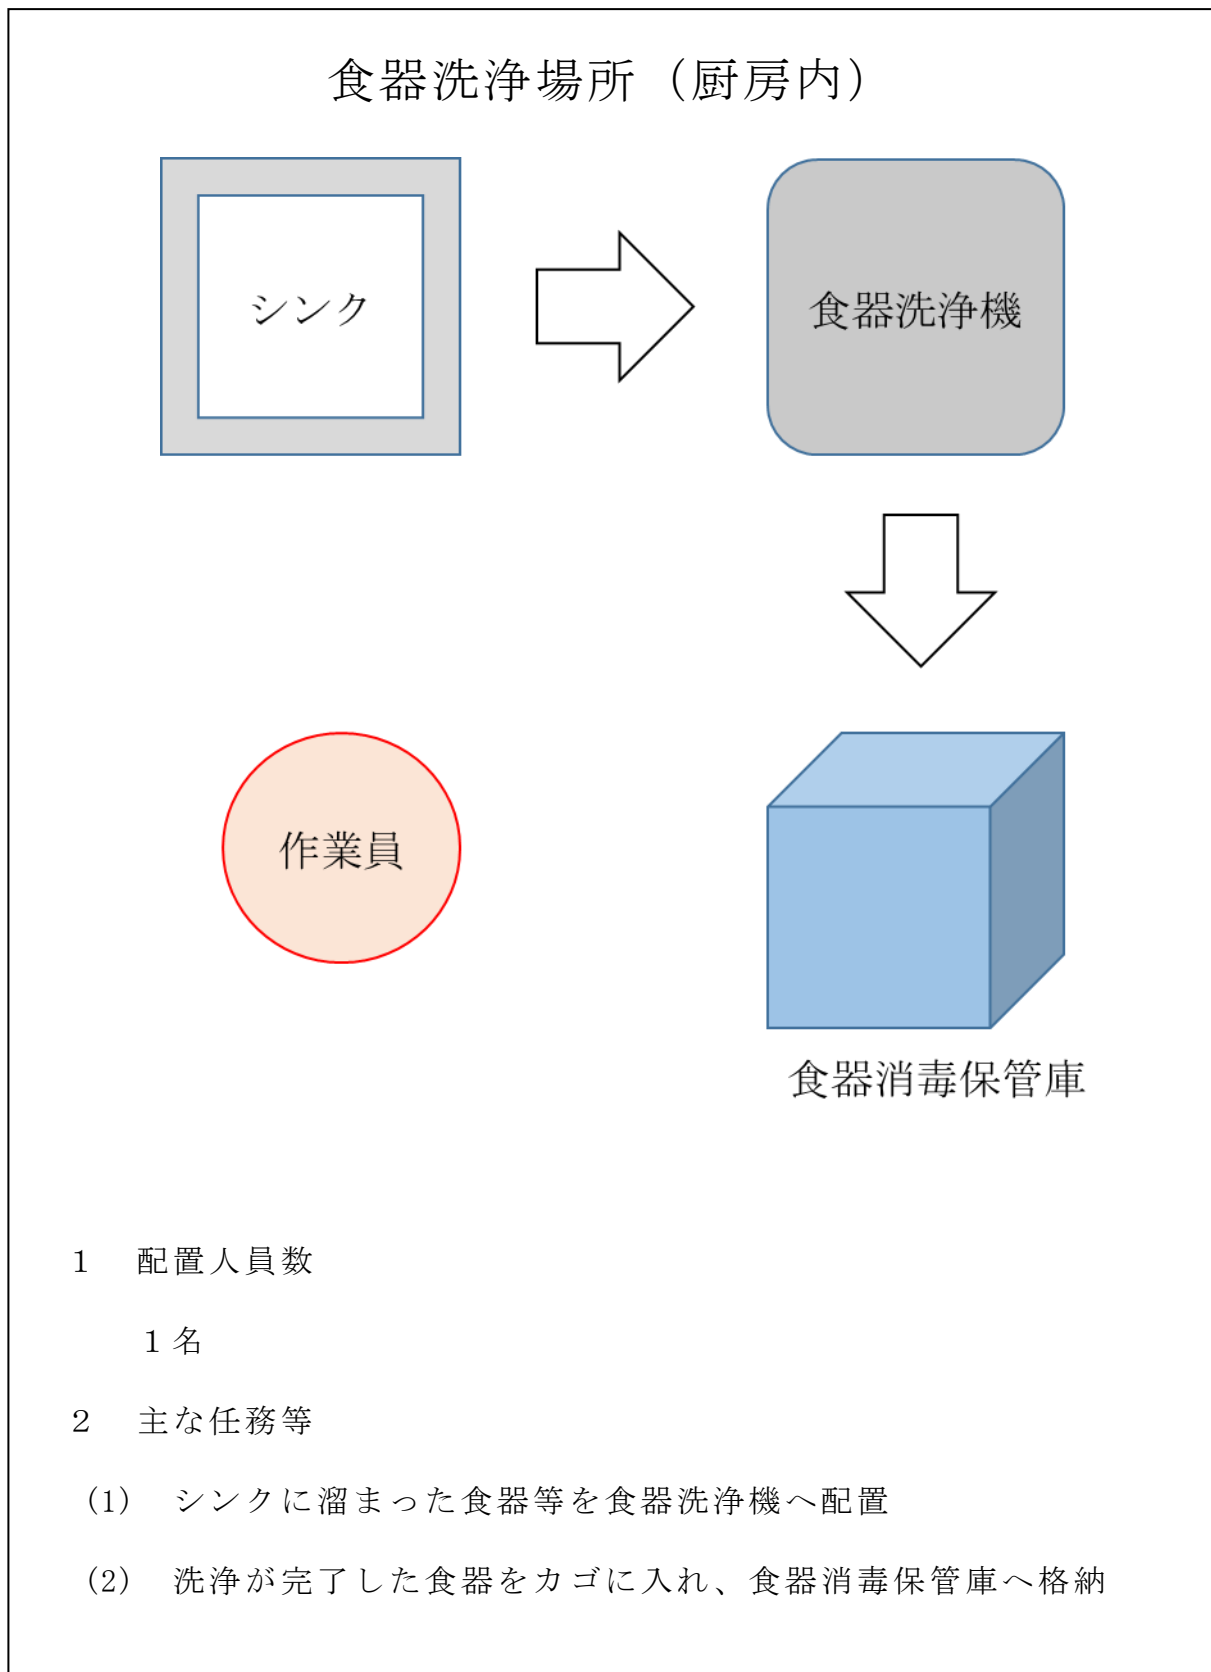 食器洗浄場所（厨房内）
シンク
食器洗浄機
作業員
食器消毒保管庫
１　配置人員数
１名
２　主な任務等
(1)　シンクに溜まった食器等を食器洗浄機へ配置
(2)　洗浄が完了した食器をカゴに入れ、食器消毒保管庫へ格納